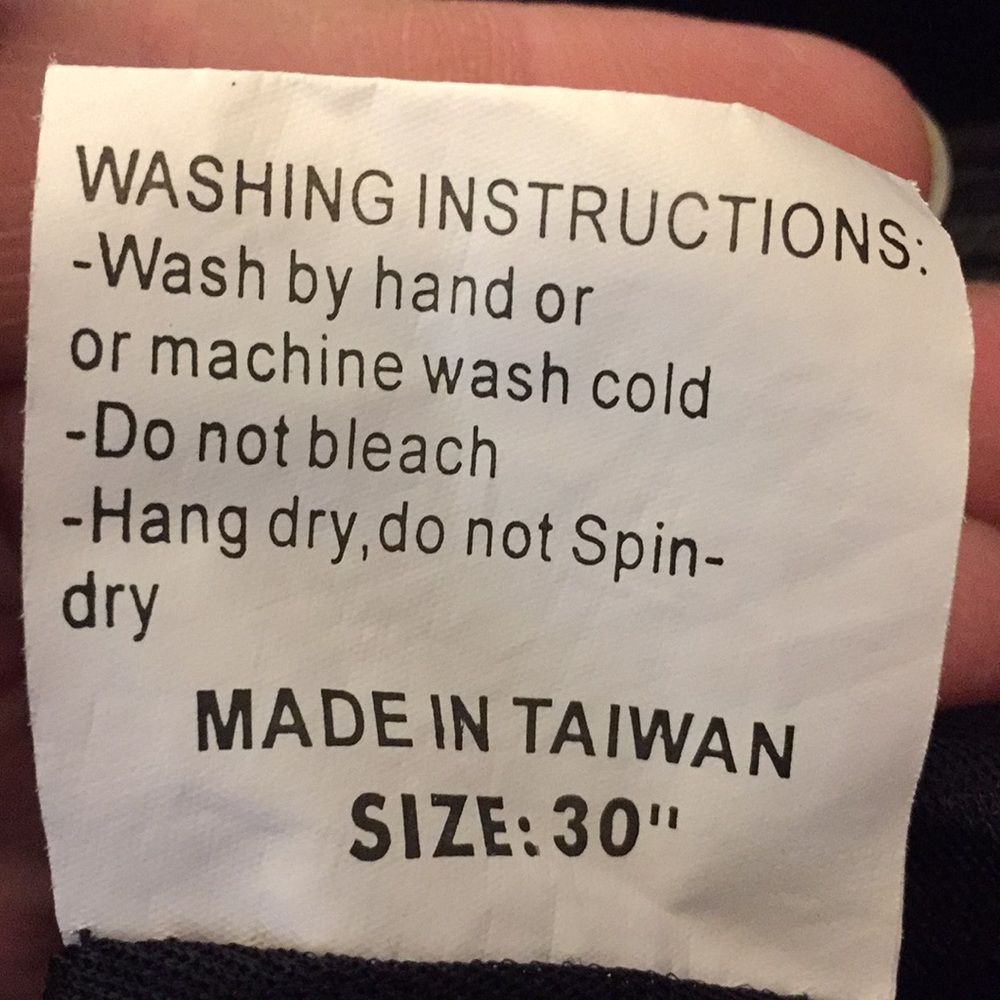 WASHING INSTRUCTIONS:
-Wash by hand or
or machine wash cold
-Do not bleach
-Hang dry,do not Spin-
dry
MADE IN TAIWAN
SIZE: 30"